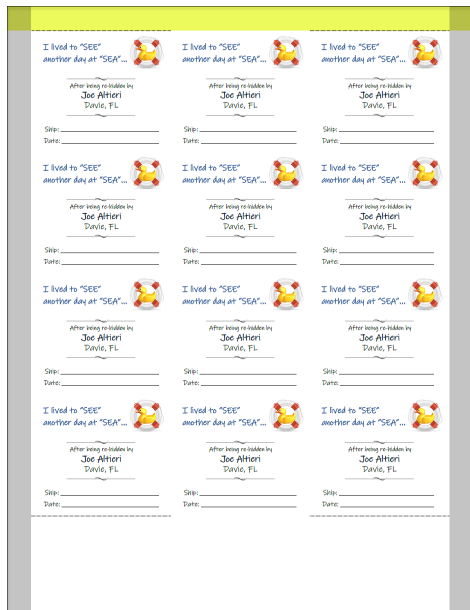 I lived to "SEE" I lived to "SEE" I lived to "SEE"
another day at "SEA"... another day at "SEA"... another day at "SEA"...
After being re-hidden by After being re-hidden by After being re-hidden by
Joe Altieri Joe Altieri Joe Altieri
Davie, FL Davie, FL Davie, FL
Ship: Ship: Ship:
Date: Date: Date:
I lived to "SEE" I lived to "SEE" I lived to "SEE"
another day at "SEA"... another day at "SEA"... another day at "SEA"...
After being re-hidden by After being re-hidden by After being re-hidden by
Joe Altieri Joe Altieri Joe Altieri
Davie, FL Davie, FL Davie, FL
Ship: Ship: Ship:
Date: Date: Date:
I lived to "SEE" I lived to "SEE" I lived to "SEE"
another day at "SEA"... another day at "SEA"... another day at "SEA"...
After being re-hidden by After being re-hidden by After being re-hidden by
Joe Altieri Joe Altieri Joe Altieri
Davie, FL Davie, FL Davie, FL
Ship: Ship: Ship:
Date: Date: Date:
I lived to "SEE" I lived to "SEE" I lived to "SEE"
another day at "SEA"... another day at "SEA"... another day at "SEA"...
After being re-hidden by After being re-hidden by After being re-hidden by
Joe Altieri Joe Altieri Joe Altieri
Davie, FL Davie, FL Davie, FL
Ship: Ship: Ship:
Date: Date: Date: